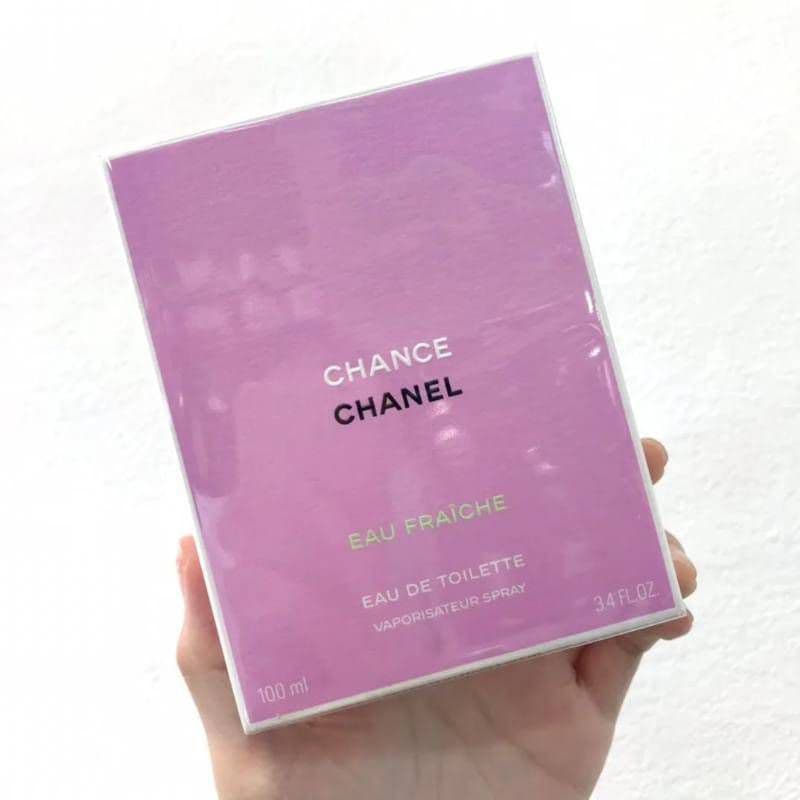 CHANCE
CHANEL
EAU FRAÎCHE
EAU DE TOILETTE
VAPORISATEUR SPRAY
100 ml
3.4 FL.OZ.